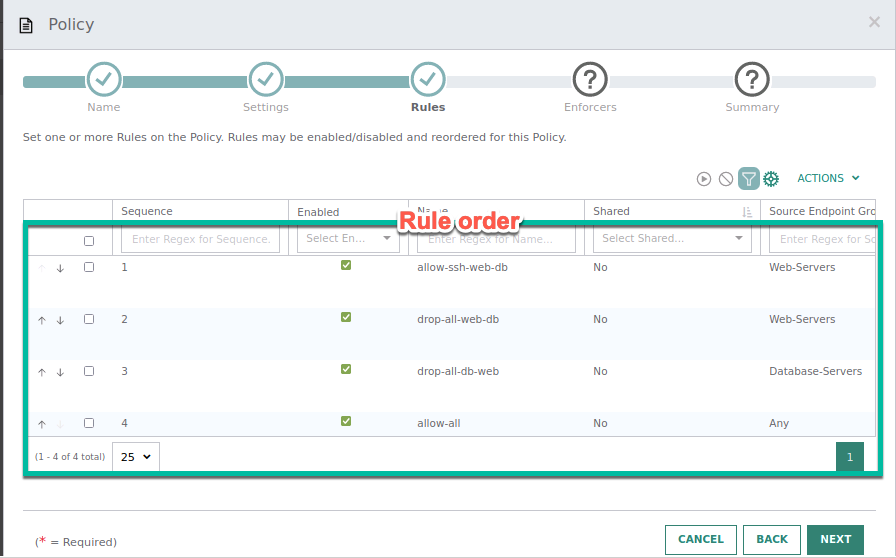 Policy
Name Settings Rules Enforcers Summary
Set one or more Rules on the Policy. Rules may be enabled/disabled and reordered for this Policy.
ACTIONS
Sequence Enabled Shared Source Endpoint Gro
Rule order
Enter Regex for Sequence. Select En... Enter Regex for Name... Select Shared... Enter Regex for So
1 allow-ssh-web-db No Web-Servers
2 drop-all-web-db No Web-Servers
3 drop-all-db-web No Database-Servers
4 allow-all No Any
(1 - 4 of 4 total) 25 1
(* = Required) CANCEL BACK NEXT